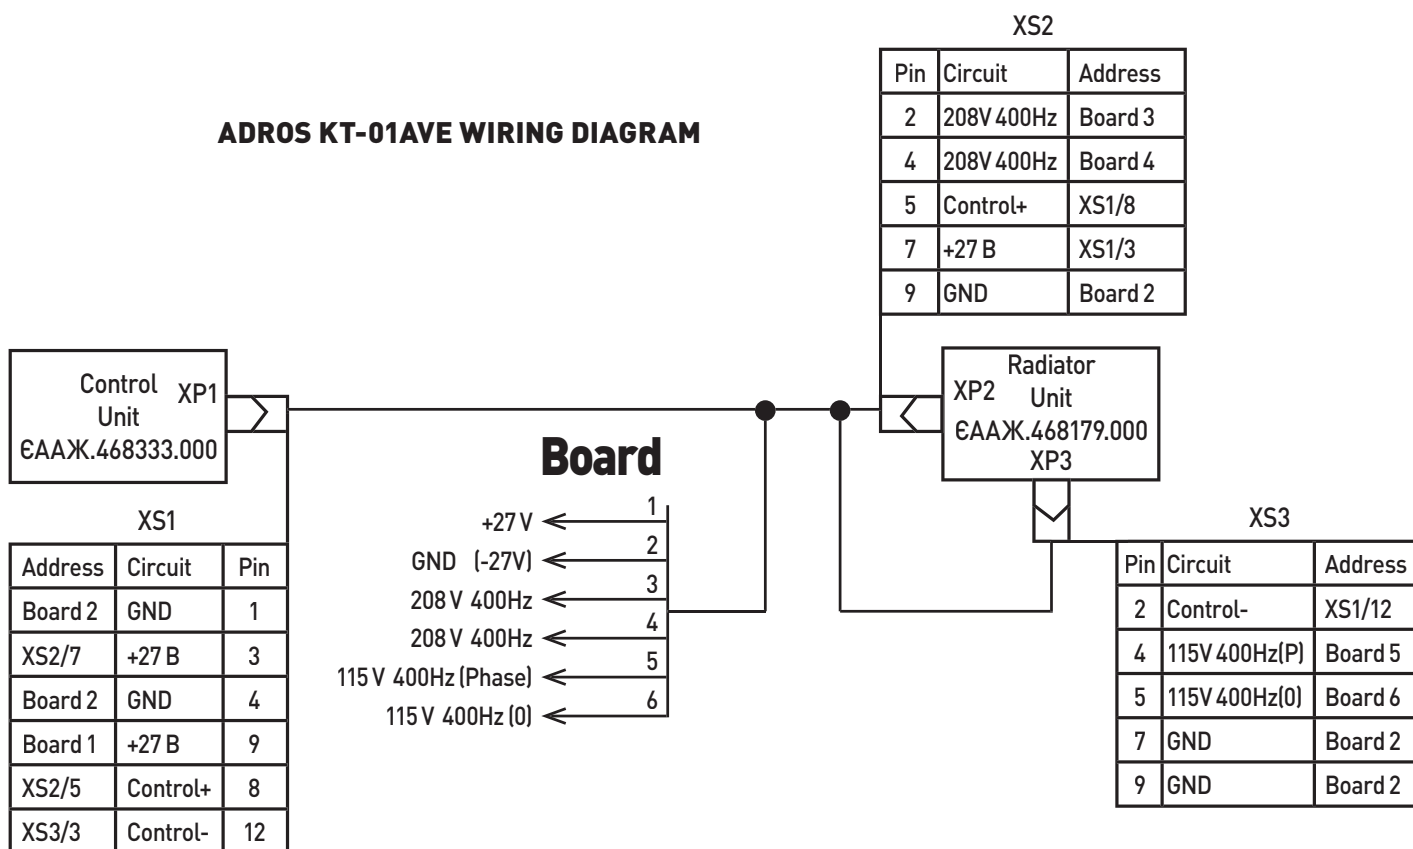 ADROS KT-01AVE WIRING DIAGRAM
XS2
Pin Circuit Address
2 208V 400Hz Board 3
4 208V 400Hz Board 4
5 Control+ XS1/8
7 +27 В XS1/3
9 GND Board 2
Control XP1
Unit
ЄААЖ.468333.000
Radiator
XP2 Unit
ЄААЖ.468179.000
XP3
Board
+27 V 1
GND (-27V) 2
208 V 400Hz 3
208 V 400Hz 4
115 V 400Hz (Phase) 5
115 V 400Hz (0) 6
XS1
Address Circuit Pin
Board 2 GND 1
XS2/7 +27 В 3
Board 2 GND 4
Board 1 +27 В 9
XS2/5 Control+ 8
XS3/3 Control- 12
XS3
Pin Circuit Address
2 Control- XS1/12
4 115V 400Hz(P) Board 5
5 115V 400Hz(0) Board 6
7 GND Board 2
9 GND Board 2